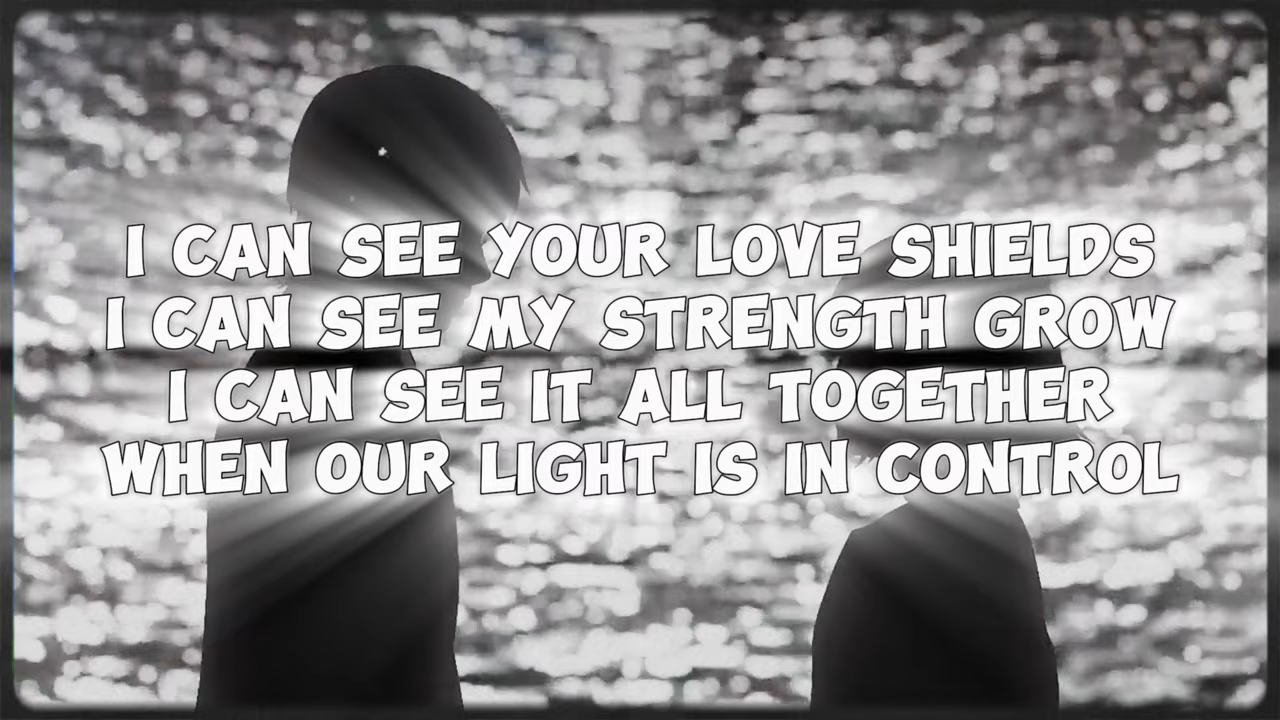 I CAN SEE YOUR LOVE SHIELDS
I CAN SEE MY STRENGTH GROW
I CAN SEE IT ALL TOGETHER
WHEN OUR LIGHT IS IN CONTROL